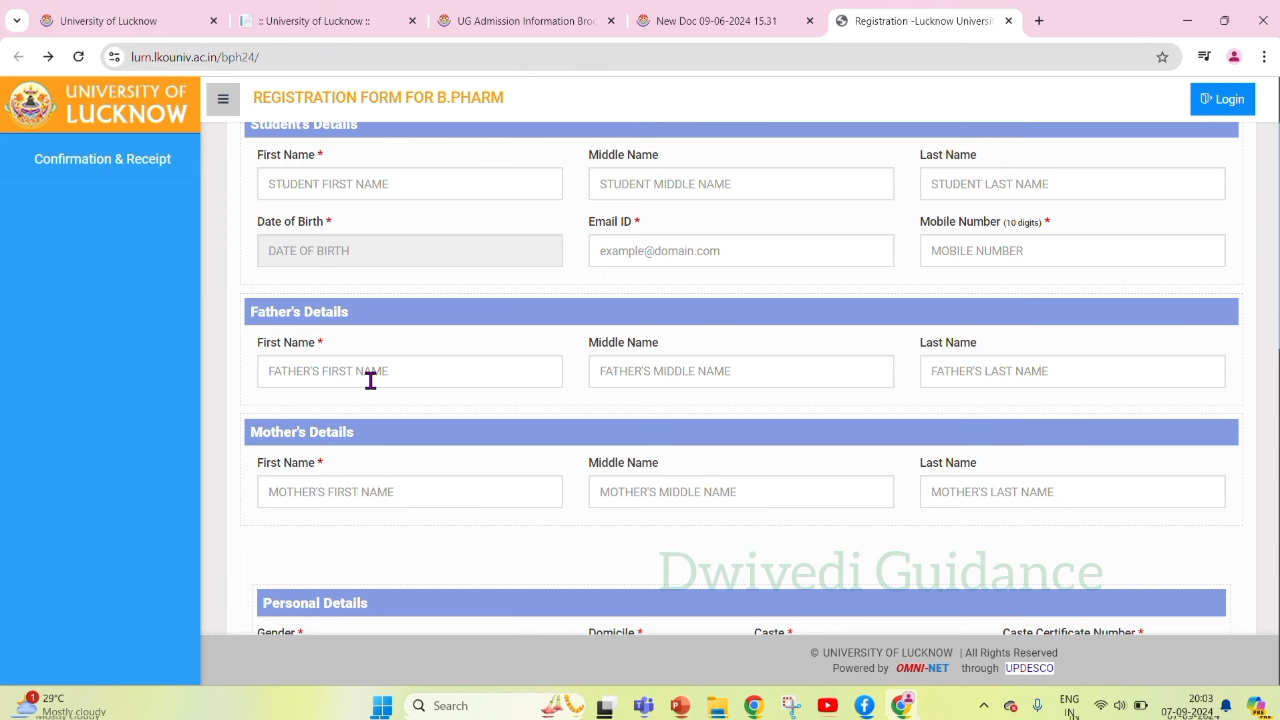 University of Lucknow
:: University of Lucknow ::
UG Admission Information Broc
New Doc 09-06-2024 15.31
Registration -Lucknow Universi
lurn.lkouniv.ac.in/bph24/
UNIVERSITY OF
LUCKNOW
REGISTRATION FORM FOR B.PHARM
Login
Confirmation & Receipt
Student's Details
First Name *
Middle Name
Last Name
STUDENT FIRST NAME
STUDENT MIDDLE NAME
STUDENT LAST NAME
Date of Birth *
Email ID *
Mobile Number (10 digits) *
DATE OF BIRTH
example@domain.com
MOBILE NUMBER
Father's Details
First Name *
Middle Name
Last Name
FATHER'S FIRST NAME
FATHER'S MIDDLE NAME
FATHER'S LAST NAME
Mother's Details
First Name *
Middle Name
Last Name
MOTHER'S FIRST NAME
MOTHER'S MIDDLE NAME
MOTHER'S LAST NAME
Dwivedi Guidance
Personal Details
Gender *
Domicile *
Caste *
Caste Certificate Number *
© UNIVERSITY OF LUCKNOW | All Rights Reserved
Powered by OMNI-NET through UPDESCO
1
29°C
Mostly cloudy
Search
ENG
IN
20:03
07-09-2024
PRE